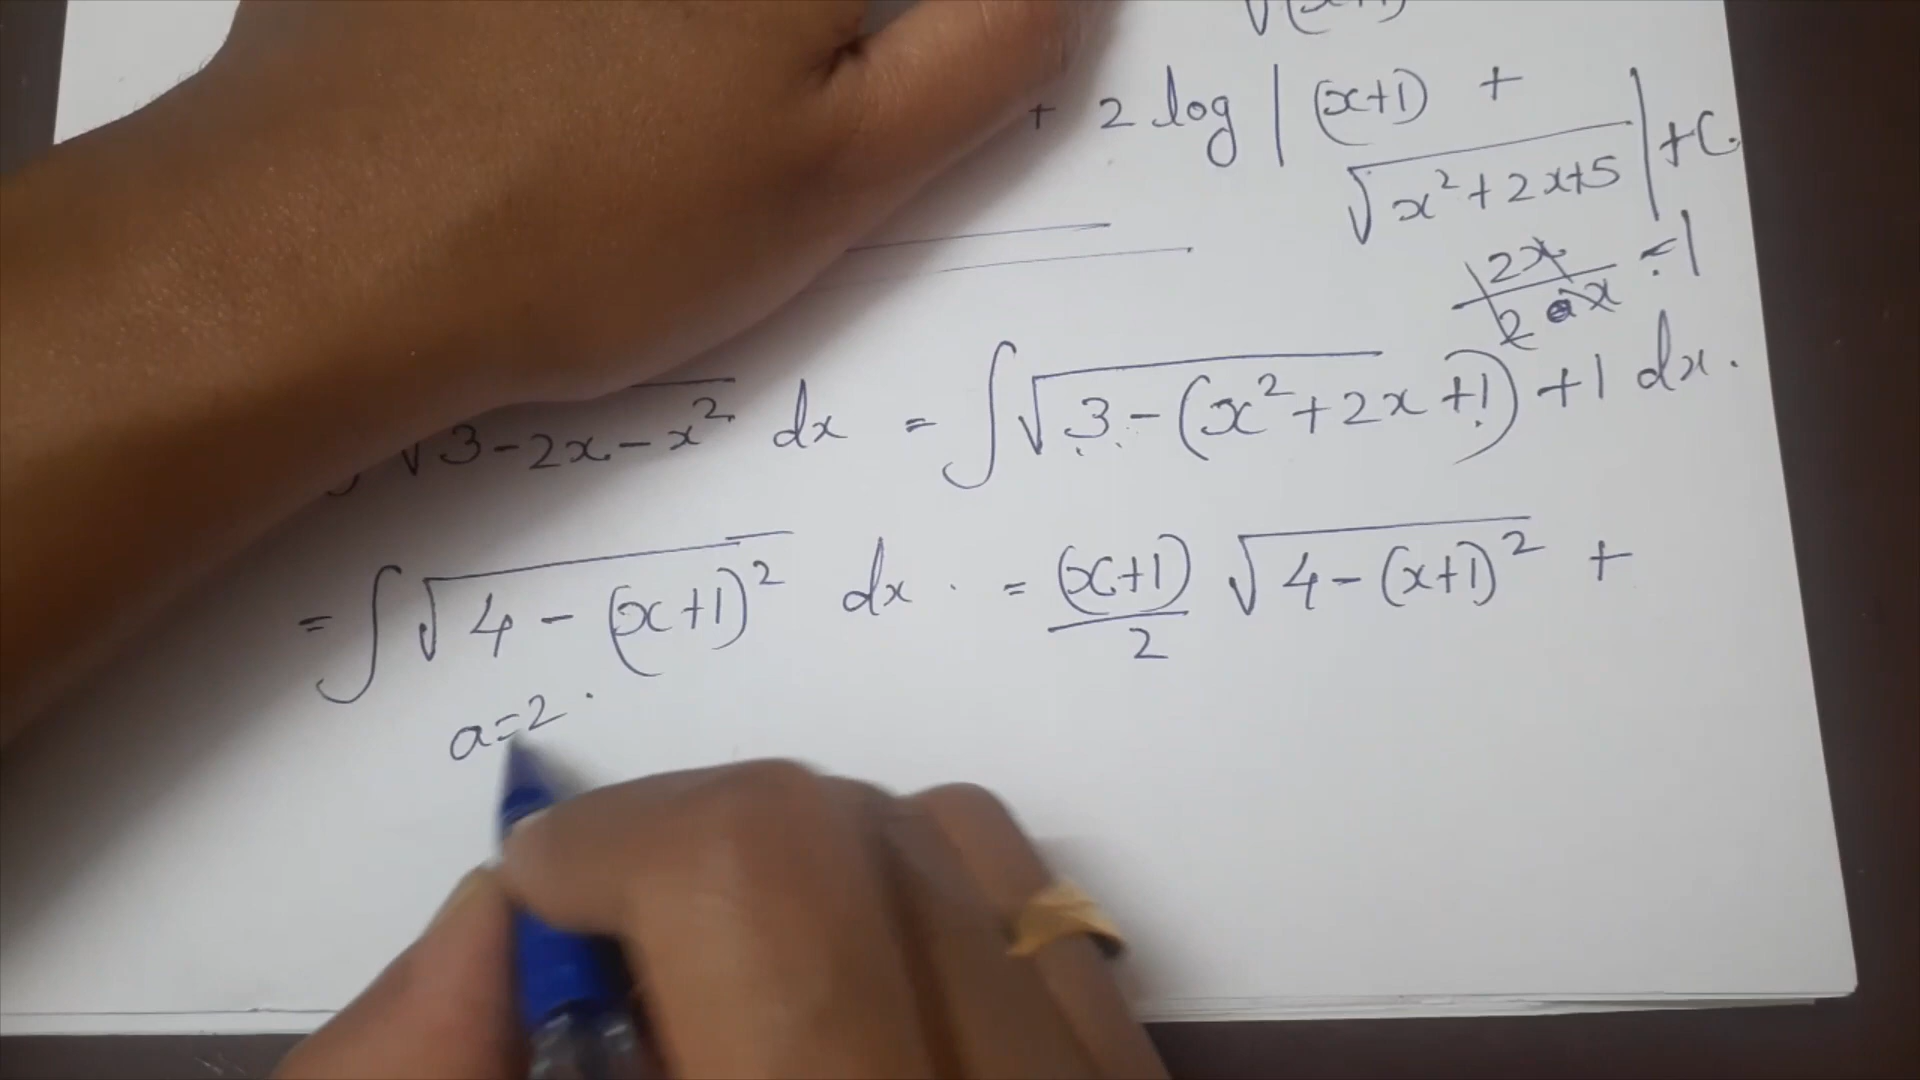 + 2 log | (x+1) +
√x²+2x+5 | +C.
2x/2x = 1
√3-2x-x² dx = ∫√3-(x²+2x+1)+1 dx.
= ∫√4-(x+1)² dx . = (x+1)/2 √4-(x+1)² +
a=2